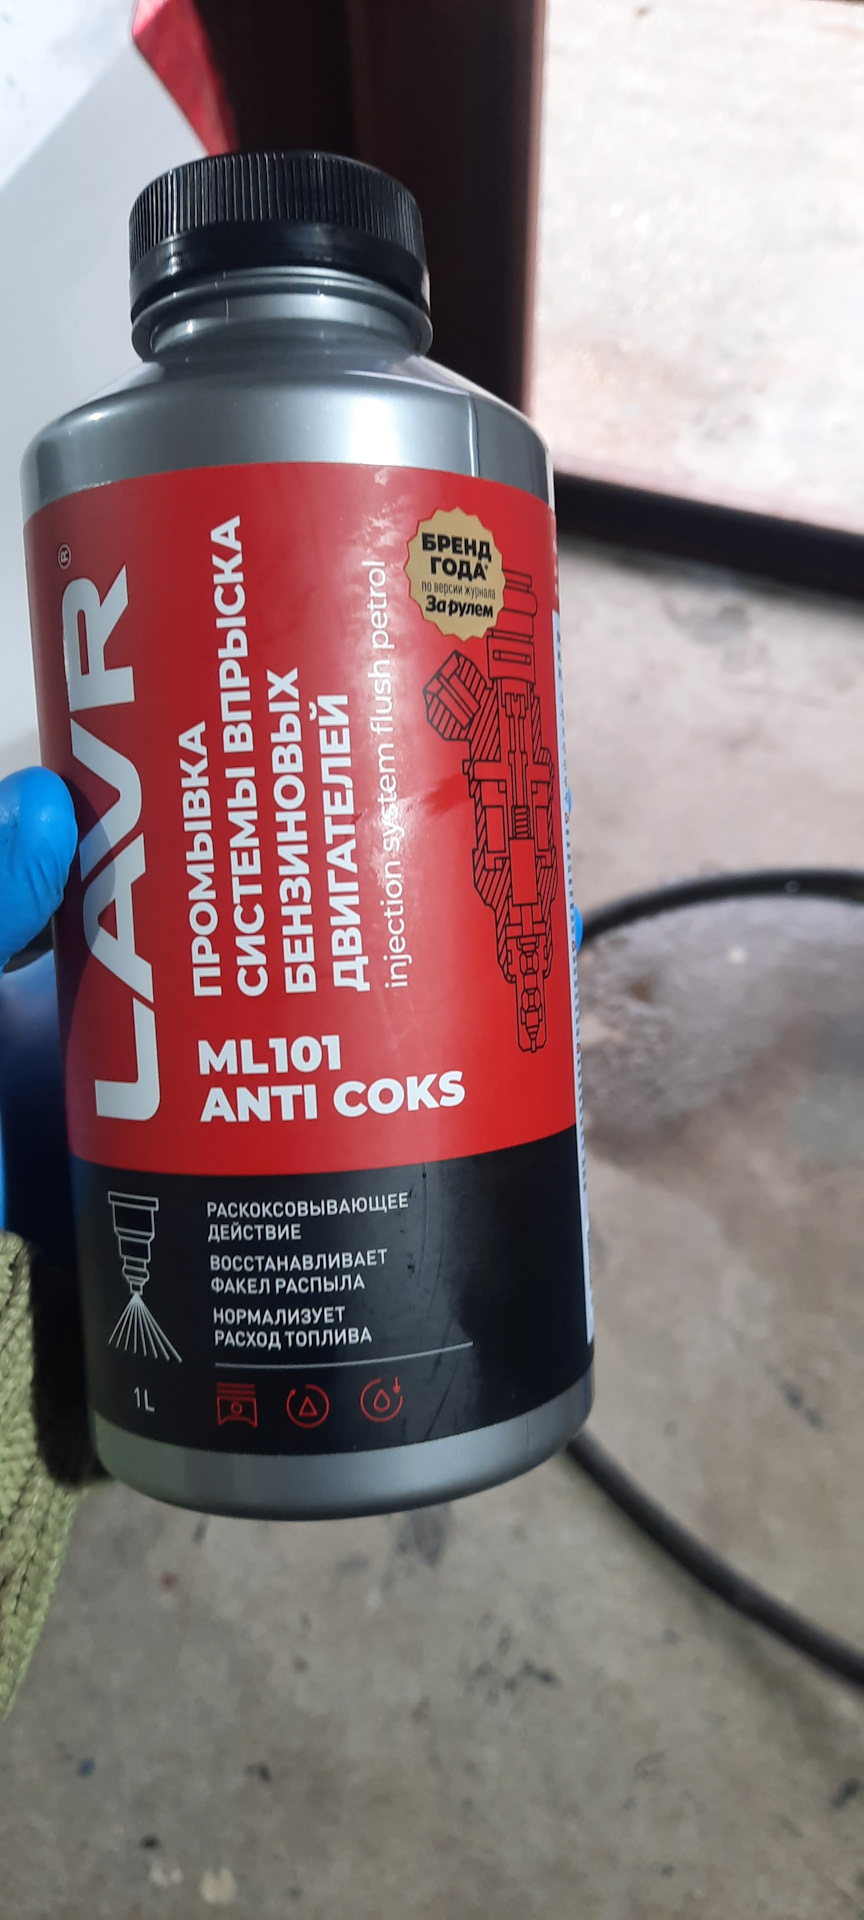 LAVR®
ПРОМЫВКА
СИСТЕМЫ ВПРЫСКА
БЕНЗИНОВЫХ
ДВИГАТЕЛЕЙ
injection system flush petrol
БРЕНД
ГОДА*
по версии журнала
За рулем
ML101
ANTI COKS
РАСКОКСОВЫВАЮЩЕЕ
ДЕЙСТВИЕ
ВОССТАНАВЛИВАЕТ
ФАКЕЛ РАСПЫЛА
НОРМАЛИЗУЕТ
РАСХОД ТОПЛИВА
1L